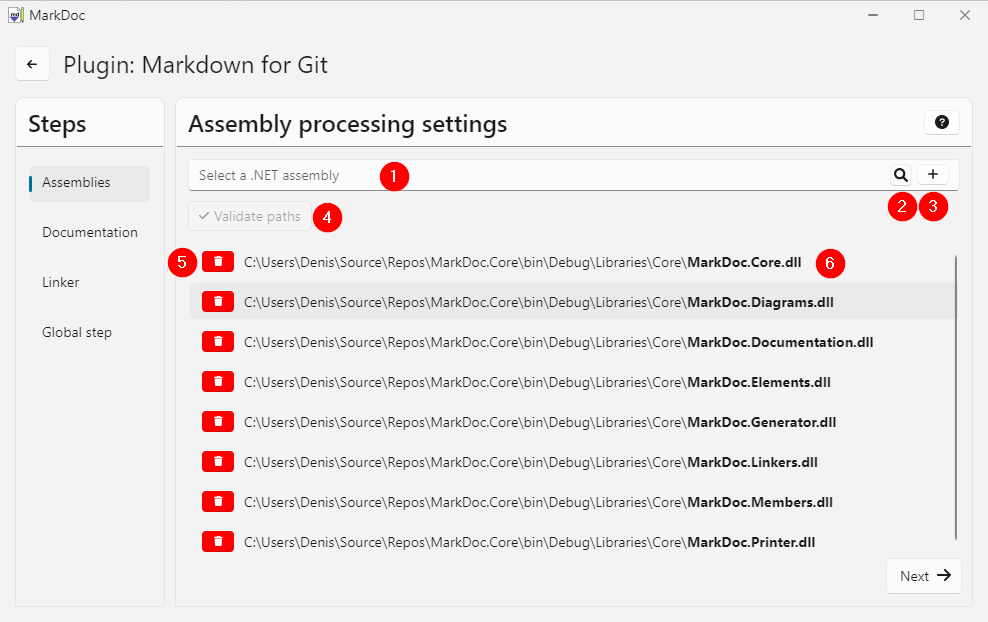 MarkDoc
Plugin: Markdown for Git
Steps
Assemblies
Documentation
Linker
Global step
Assembly processing settings
?
Select a .NET assembly 1
2 3
Validate paths 4
5 C:\Users\Denis\Source\Repos\MarkDoc.Core\bin\Debug\Libraries\Core\MarkDoc.Core.dll 6
C:\Users\Denis\Source\Repos\MarkDoc.Core\bin\Debug\Libraries\Core\MarkDoc.Diagrams.dll
C:\Users\Denis\Source\Repos\MarkDoc.Core\bin\Debug\Libraries\Core\MarkDoc.Documentation.dll
C:\Users\Denis\Source\Repos\MarkDoc.Core\bin\Debug\Libraries\Core\MarkDoc.Elements.dll
C:\Users\Denis\Source\Repos\MarkDoc.Core\bin\Debug\Libraries\Core\MarkDoc.Generator.dll
C:\Users\Denis\Source\Repos\MarkDoc.Core\bin\Debug\Libraries\Core\MarkDoc.Linkers.dll
C:\Users\Denis\Source\Repos\MarkDoc.Core\bin\Debug\Libraries\Core\MarkDoc.Members.dll
C:\Users\Denis\Source\Repos\MarkDoc.Core\bin\Debug\Libraries\Core\MarkDoc.Printer.dll
Next